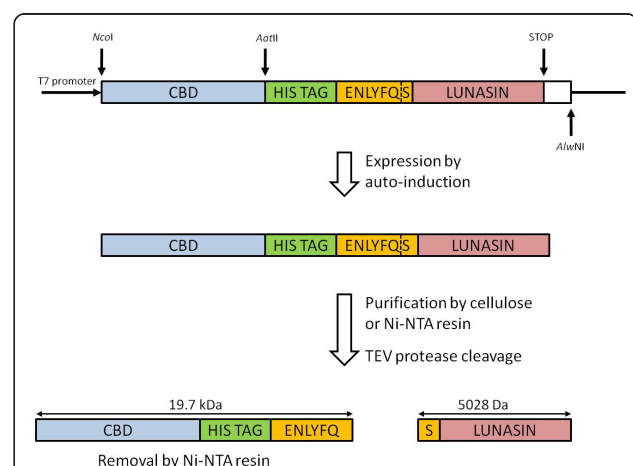 NcoI
AatII
STOP
T7 promoter
CBD
HIS TAG
ENLYFQ
S
LUNASIN
AlwNI
Expression by
auto-induction
CBD
HIS TAG
ENLYFQ
S
LUNASIN
Purification by cellulose
or Ni-NTA resin
TEV protease cleavage
19.7 kDa
5028 Da
CBD
HIS TAG
ENLYFQ
S
LUNASIN
Removal by Ni-NTA resin